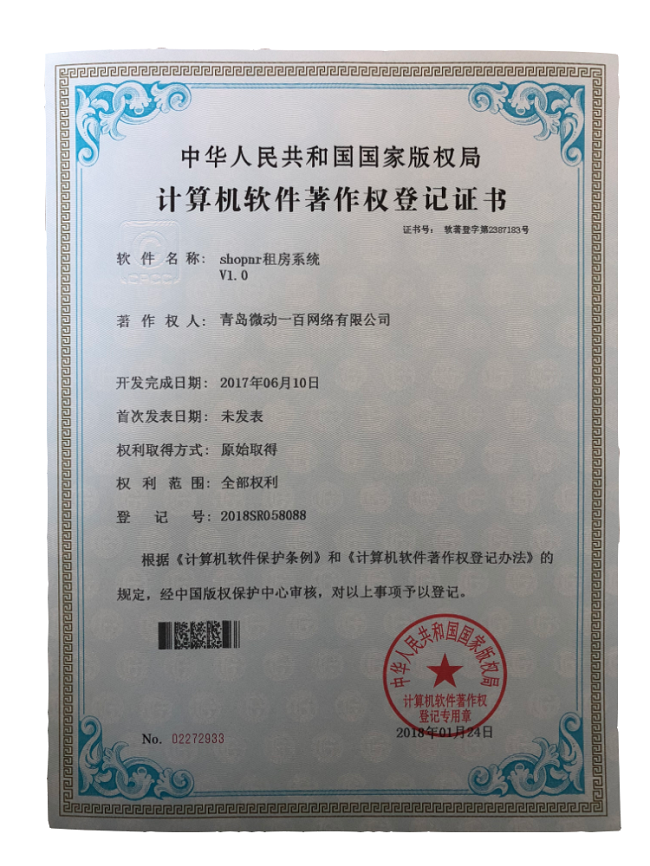 中华人民共和国国家版权局
计算机软件著作权登记证书
证书号： 软著登字第2387183号
软件名称： shopnr租房系统
V1.0
著作权人： 青岛微动一百网络有限公司
开发完成日期： 2017年06月10日
首次发表日期： 未发表
权利取得方式： 原始取得
权利范围： 全部权利
登记号： 2018SR058088
根据《计算机软件保护条例》和《计算机软件著作权登记办法》的
规定，经中国版权保护中心审核，对以上事项予以登记。
中华人民共和国国家版权局
计算机软件著作权
登记专用章
No. 02272933
2018年01月24日